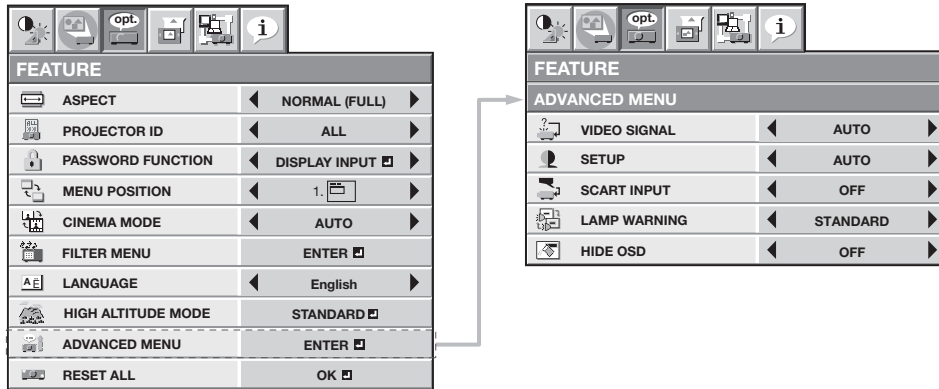 opt.
i
FEATURE
ASPECT NORMAL (FULL)
PROJECTOR ID ALL
PASSWORD FUNCTION DISPLAY INPUT
MENU POSITION 1.
CINEMA MODE AUTO
FILTER MENU ENTER
LANGUAGE English
HIGH ALTITUDE MODE STANDARD
ADVANCED MENU ENTER
RESET ALL OK
opt.
i
FEATURE
ADVANCED MENU
VIDEO SIGNAL AUTO
SETUP AUTO
SCART INPUT OFF
LAMP WARNING STANDARD
HIDE OSD OFF